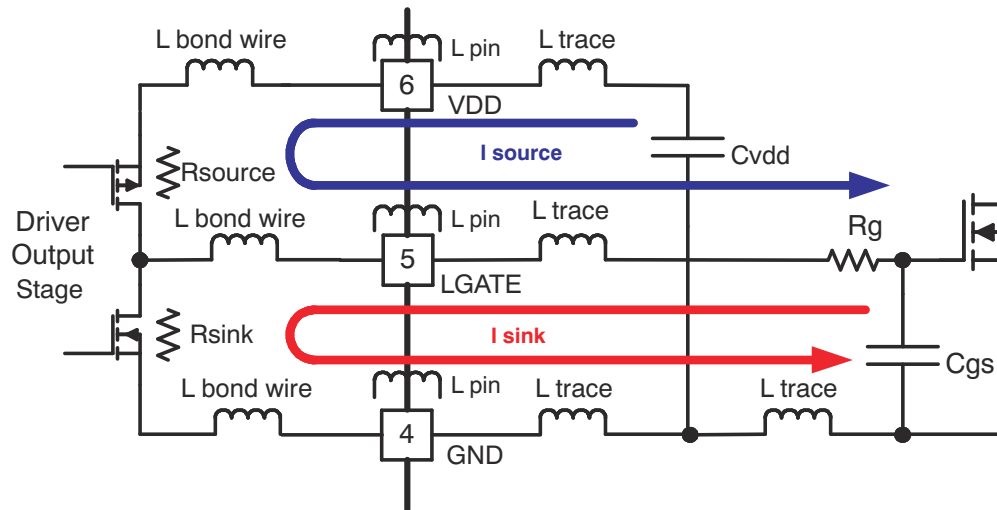 L bond wire
L pin
L trace
6
VDD
I source
Cvdd
Rsource
L bond wire
L pin
L trace
Rg
Driver
Output
Stage
5
LGATE
Rsink
I sink
Cgs
L bond wire
L pin
L trace
L trace
4
GND